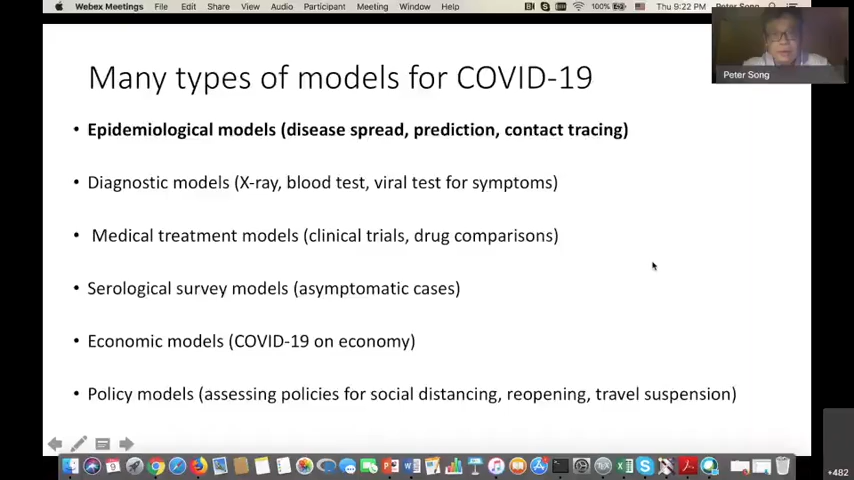 Webex Meetings File Edit Share View Audio Participant Meeting Window Help 100% Thu 9:22 PM Peter Song
Peter Song
Many types of models for COVID-19
• Epidemiological models (disease spread, prediction, contact tracing)
• Diagnostic models (X-ray, blood test, viral test for symptoms)
• Medical treatment models (clinical trials, drug comparisons)
• Serological survey models (asymptomatic cases)
• Economic models (COVID-19 on economy)
• Policy models (assessing policies for social distancing, reopening, travel suspension)
+482